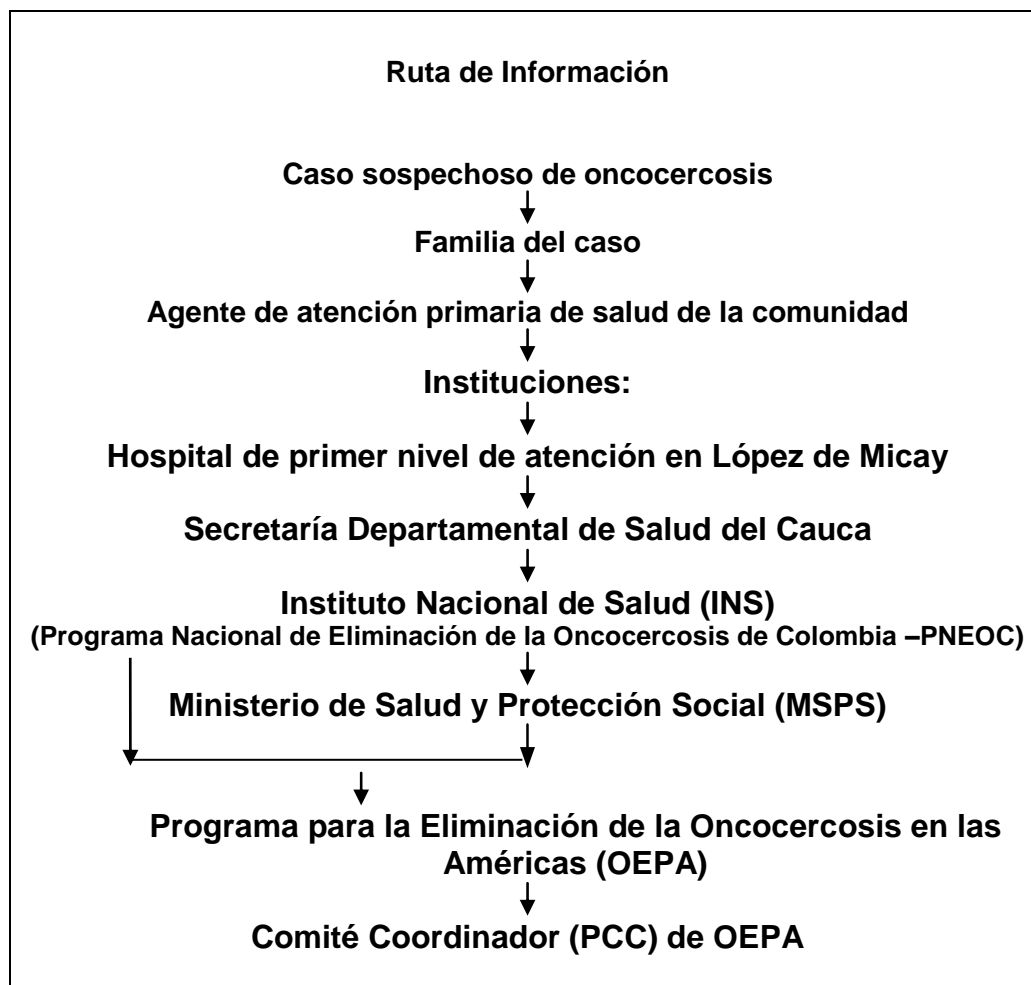 Ruta de Información
Caso sospechoso de oncocercosis
Familia del caso
Agente de atención primaria de salud de la comunidad
Instituciones:
Hospital de primer nivel de atención en López de Micay
Secretaría Departamental de Salud del Cauca
Instituto Nacional de Salud (INS)
(Programa Nacional de Eliminación de la Oncocercosis de Colombia –PNEOC)
Ministerio de Salud y Protección Social (MSPS)
Programa para la Eliminación de la Oncocercosis en las
Américas (OEPA)
Comité Coordinador (PCC) de OEPA